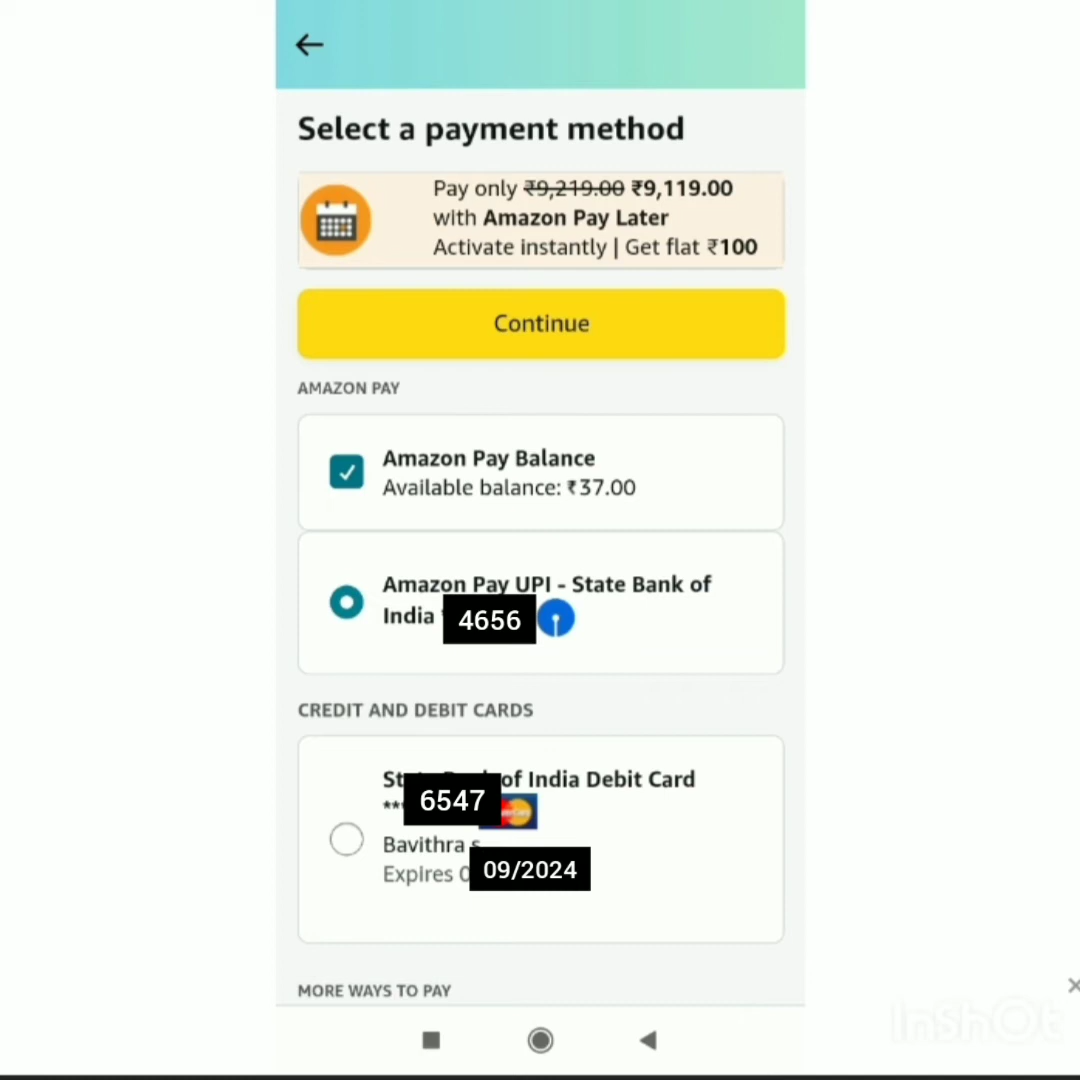 Select a payment method
Pay only ₹9,219.00 ₹9,119.00
with Amazon Pay Later
Activate instantly | Get flat ₹100
Continue
AMAZON PAY
Amazon Pay Balance
Available balance: ₹37.00
Amazon Pay UPI - State Bank of
India 4656
CREDIT AND DEBIT CARDS
of India Debit Card
*** 6547
Bavithra s
Expires 09/2024
MORE WAYS TO PAY
InShOt